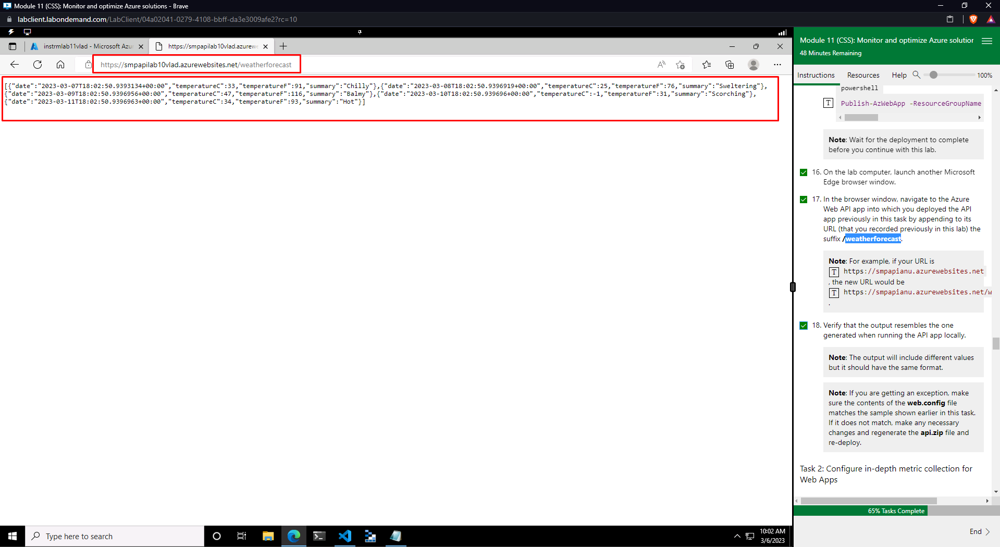 Module 11 (CSS): Monitor and optimize Azure solutions - Brave
labclient.labondemand.com/LabClient/04a02041-0279-4108-bbff-da3e3009afe2?rc=10
instrmlab11vlad - Microsoft Azur
https://smpapilab10vlad.azurewe
https://smpapilab10vlad.azurewebsites.net/weatherforecast
[{"date":"2023-03-07T18:02:50.9393134+00:00","temperatureC":33,"temperatureF":91,"summary":"Chilly"},{"date":"2023-03-08T18:02:50.9396919+00:00","temperatureC":25,"temperatureF":76,"summary":"Sweltering"},
{"date":"2023-03-09T18:02:50.9396956+00:00","temperatureC":47,"temperatureF":116,"summary":"Balmy"},{"date":"2023-03-10T18:02:50.939696+00:00","temperatureC":-1,"temperatureF":31,"summary":"Scorching"},
{"date":"2023-03-11T18:02:50.9396963+00:00","temperatureC":34,"temperatureF":93,"summary":"Hot"}]
Module 11 (CSS): Monitor and optimize Azure solution
48 Minutes Remaining
Instructions Resources Help 100%
powershell
T Publish-AzWebApp -ResourceGroupName
Note: Wait for the deployment to complete
before you continue with this lab.
16. On the lab computer, launch another Microsoft
Edge browser window.
17. In the browser window, navigate to the Azure
Web API app into which you deployed the API
app previously in this task by appending to its
URL (that you recorded previously in this lab) the
suffix /weatherforecast.
Note: For example, if your URL is
T https://smpapianu.azurewebsites.net
, the new URL would be
T https://smpapianu.azurewebsites.net/w
.
18. Verify that the output resembles the one
generated when running the API app locally.
Note: The output will include different values
but it should have the same format.
Note: If you are getting an exception, make
sure the contents of the web.config file
matches the sample shown earlier in this task.
If it does not match, make any necessary
changes and regenerate the api.zip file and
re-deploy.
Task 2: Configure in-depth metric collection for
Web Apps
65% Tasks Complete
End
Type here to search
10:02 AM
3/6/2023